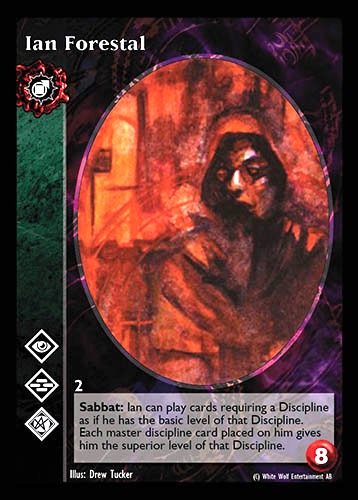 Ian Forestal
2
Sabbat: Ian can play cards requiring a Discipline
as if he has the basic level of that Discipline.
Each master discipline card placed on him gives
him the superior level of that Discipline.
8
Illus: Drew Tucker
(C) White Wolf Entertainment AB